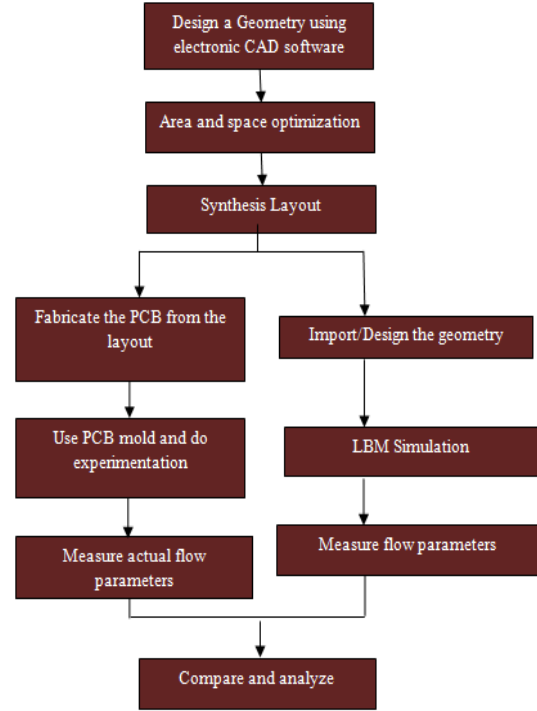 Design a Geometry using
electronic CAD software
Area and space optimization
Synthesis Layout
Fabricate the PCB from the
layout
Use PCB mold and do
experimentation
Measure actual flow
parameters
Import/Design the geometry
LBM Simulation
Measure flow parameters
Compare and analyze